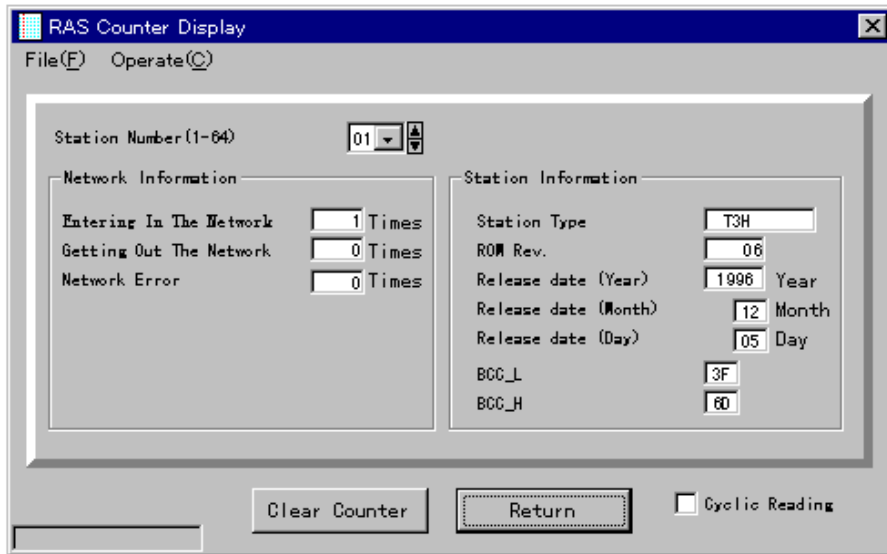 RAS Counter Display
File(F) Operate(C)
Station Number(1-64) 01
Network Information
Entering In The Network 1 Times
Getting Out The Network 0 Times
Network Error 0 Times
Station Information
Station Type T3H
ROM Rev. 06
Release date (Year) 1996 Year
Release date (Month) 12 Month
Release date (Day) 05 Day
BCC_L 3F
BCC_H 6D
Clear Counter Return Cyclic Reading